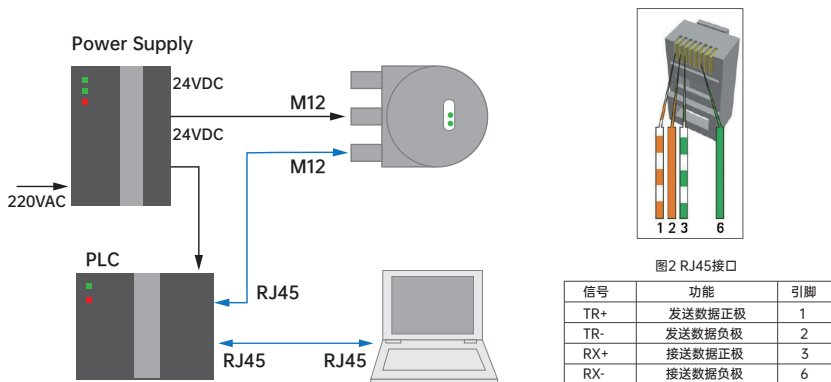 Power Supply
24VDC
M12
24VDC
M12
220VAC
PLC
RJ45
RJ45
RJ45
1 2 3 6
图2 RJ45接口
信号 功能 引脚
TR+ 发送数据正极 1
TR- 发送数据负极 2
RX+ 接送数据正极 3
RX- 接送数据负极 6